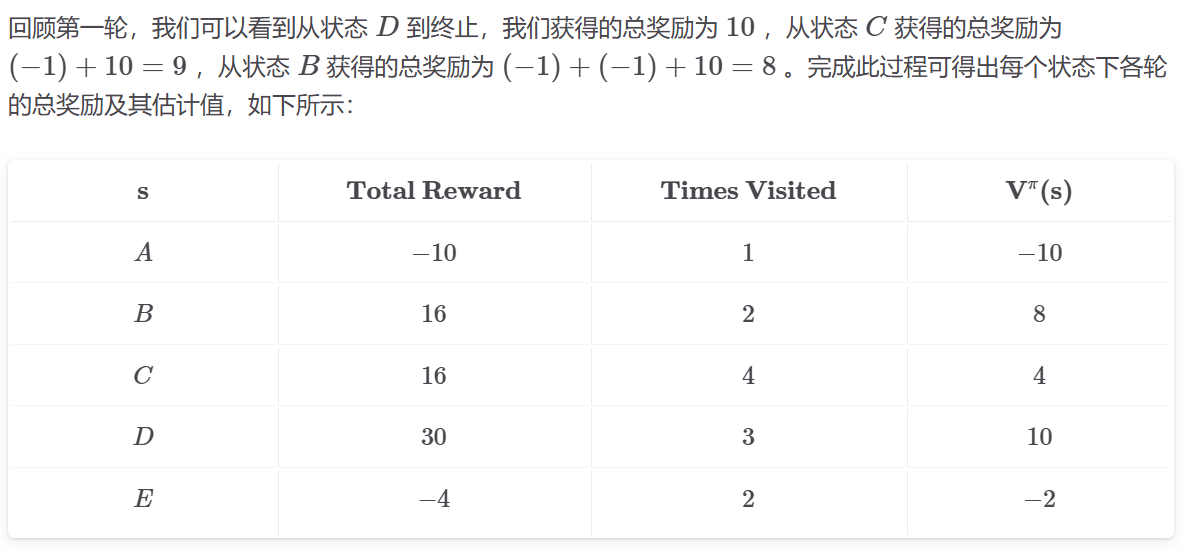 回顾第一轮，我们可以看到从状态 D 到终止，我们获得的总奖励为 10 ，从状态 C 获得的总奖励为
(−1) + 10 = 9 ，从状态 B 获得的总奖励为 (−1) + (−1) + 10 = 8 。完成此过程可得出每个状态下各轮
的总奖励及其估计值，如下所示：
s Total Reward Times Visited V^π(s)
A −10 1 −10
B 16 2 8
C 16 4 4
D 30 3 10
E −4 2 −2